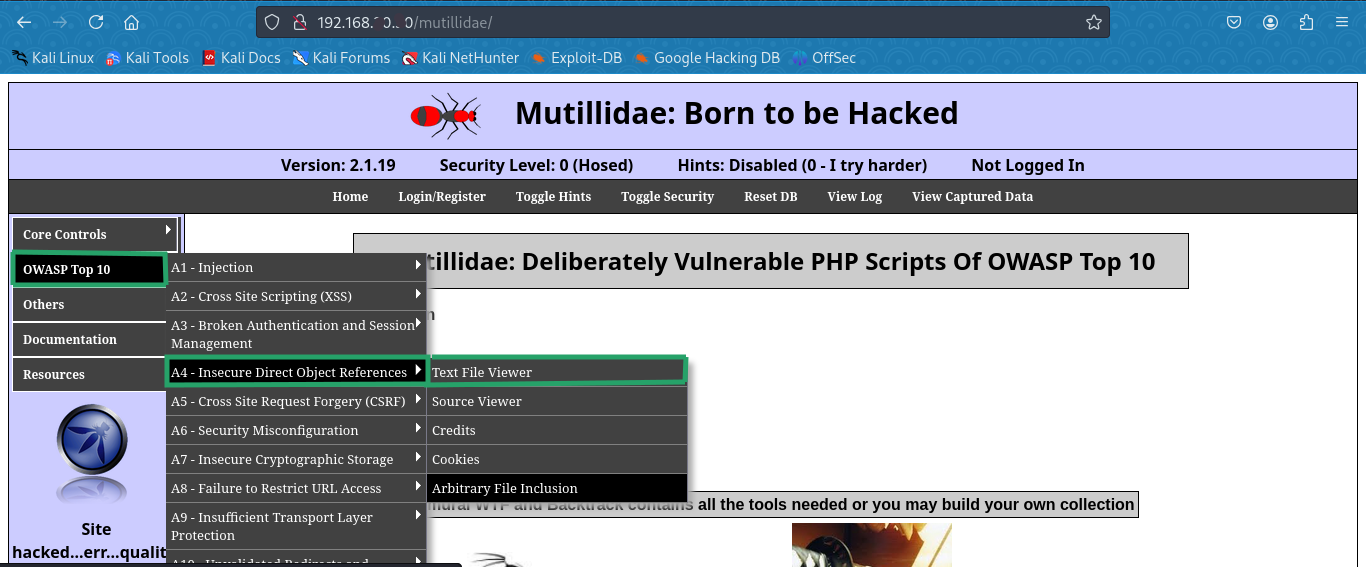 192.168.20..0/mutillidae/
Kali Linux Kali Tools Kali Docs Kali Forums Kali NetHunter Exploit-DB Google Hacking DB OffSec
Mutillidae: Born to be Hacked
Version: 2.1.19 Security Level: 0 (Hosed) Hints: Disabled (0 - I try harder) Not Logged In
Home Login/Register Toggle Hints Toggle Security Reset DB View Log View Captured Data
Core Controls
OWASP Top 10
Others
Documentation
Resources
A1 - Injection
A2 - Cross Site Scripting (XSS)
A3 - Broken Authentication and Session
Management
A4 - Insecure Direct Object References
A5 - Cross Site Request Forgery (CSRF)
A6 - Security Misconfiguration
A7 - Insecure Cryptographic Storage
A8 - Failure to Restrict URL Access
A9 - Insufficient Transport Layer
Protection
Text File Viewer
Source Viewer
Credits
Cookies
Arbitrary File Inclusion
tillidae: Deliberately Vulnerable PHP Scripts Of OWASP Top 10
WTF and Backtrack contains all the tools needed or you may build your own collection
Site
hacked...err...qualit